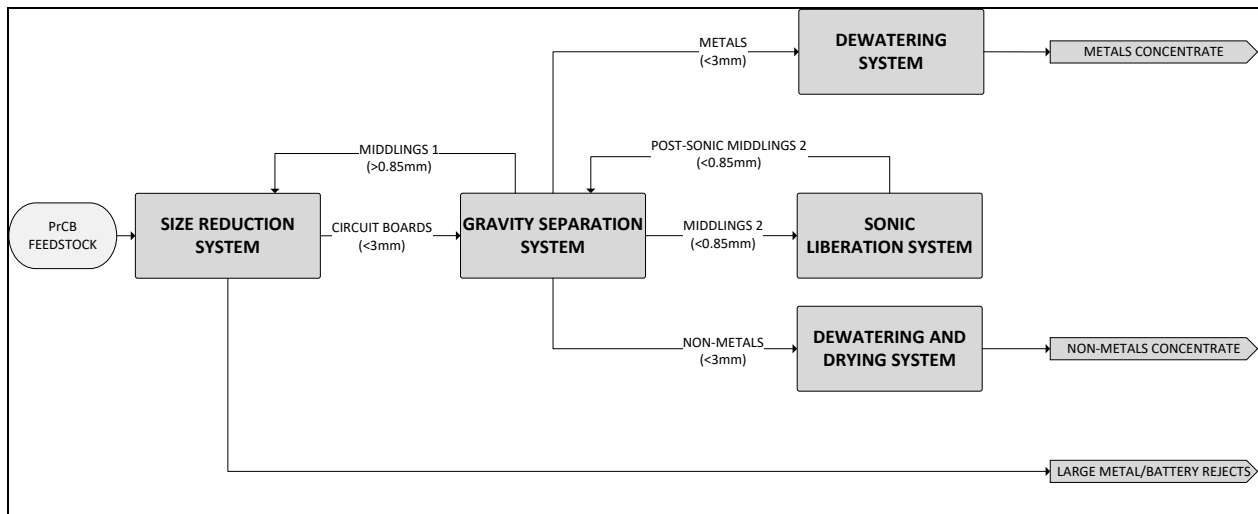 METALS
(<3mm)
DEWATERING
SYSTEM
METALS CONCENTRATE
MIDDLINGS 1
(>0.85mm)
POST-SONIC MIDDLINGS 2
(<0.85mm)
PrCB
FEEDSTOCK
SIZE REDUCTION
SYSTEM
CIRCUIT BOARDS
(<3mm)
GRAVITY SEPARATION
SYSTEM
MIDDLINGS 2
(<0.85mm)
SONIC
LIBERATION SYSTEM
NON-METALS
(<3mm)
DEWATERING AND
DRYING SYSTEM
NON-METALS CONCENTRATE
LARGE METAL/BATTERY REJECTS